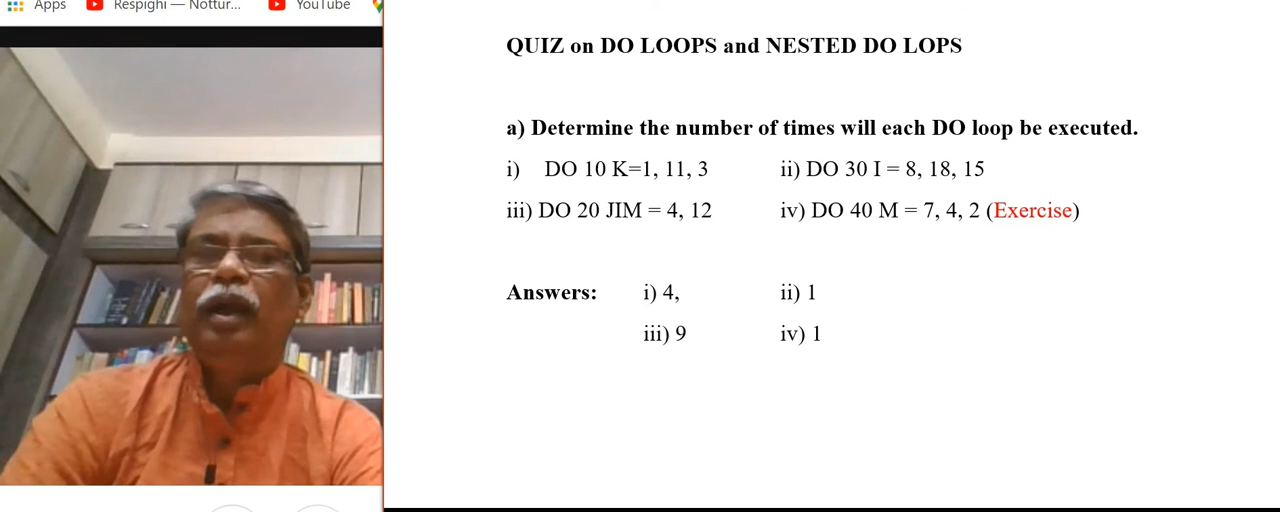 Apps Respighi — Nottur... YouTube
QUIZ on DO LOOPS and NESTED DO LOPS
a) Determine the number of times will each DO loop be executed.
i) DO 10 K=1, 11, 3 ii) DO 30 I = 8, 18, 15
iii) DO 20 JIM = 4, 12 iv) DO 40 M = 7, 4, 2 (Exercise)
Answers: i) 4, ii) 1
iii) 9 iv) 1